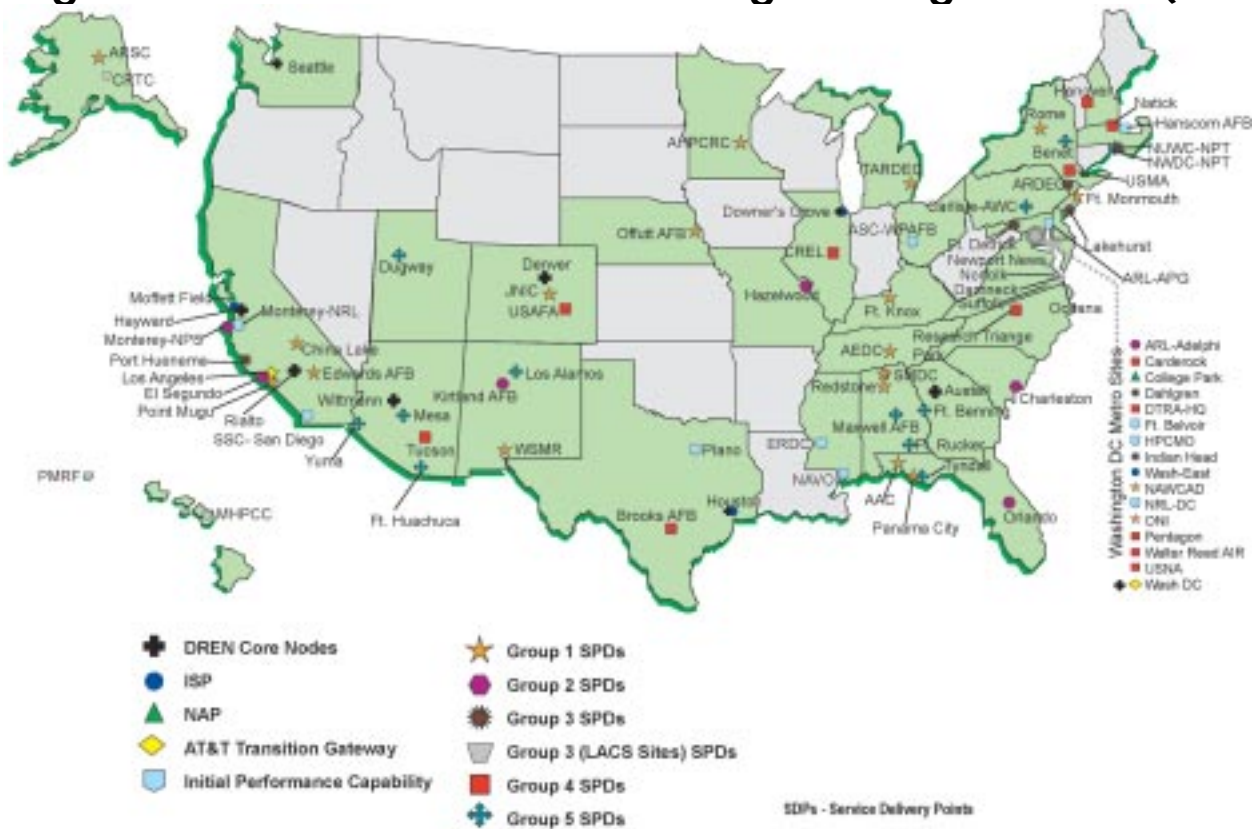 ARSC
CRTC
Seattle
AHPCRC
TARDEC
Hanover
Natick
Hanscom AFB
Rome
Benet
NUWC-NPT
NWDC-NPT
USMA
ARDEC
Ft. Monmouth
Carlisle-AWC
Downer's Grove
ASC-WPAFB
Offutt AFB
Ft. Detrick
Lakehurst
Newport News
Norfolk
Damneck
Suffolk
ARL-APG
Oceana
CREL
Hazelwood
Ft. Knox
Research Triange
Park
Dugway
Denver
JNIC
USAFA
Moffett Field
Hayward
Monterey-NRL
Monterey-NPS
Port Hueneme
China Lake
Los Angeles
Edwards AFB
El Segundo
Point Mugu
Rialto
SSC- San Diego
Wittmann
Mesa
Yuma
Tucson
Ft. Huachuca
Kirtland AFB
Los Alamos
WSMR
Plano
Brooks AFB
Houston
ERDC
NAVO
AEDC
SMDC
Redstone
Austell
Ft. Benning
Maxwell AFB
Ft. Rucker
Tyndall
AAC
Panama City
Charleston
Orlando
PMRF
MHPCC
Washington DC Metro Sites
ARL-Adelphi
Carderock
College Park
Dahlgren
DTRA-HQ
Ft. Belvoir
HPCMO
Indian Head
Wash-East
NAWCAD
NRL-DC
ONI
Pentagon
Walter Reed AIR
USNA
Wash DC
DREN Core Nodes
ISP
NAP
AT&T Transition Gateway
Initial Performance Capability
Group 1 SPDs
Group 2 SPDs
Group 3 SPDs
Group 3 (LACS Sites) SPDs
Group 4 SPDs
Group 5 SPDs
SDPs - Service Delivery Points